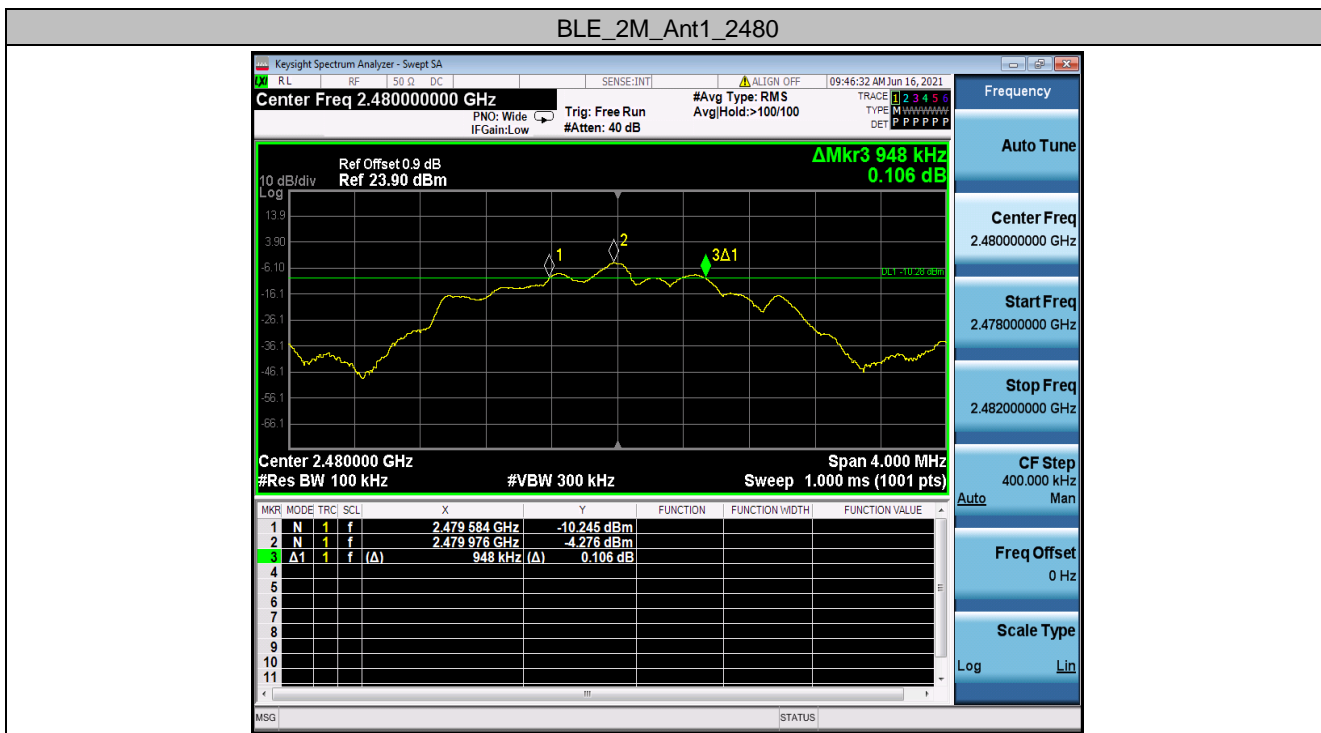 BLE_2M_Ant1_2480
Keysight Spectrum Analyzer - Swept SA
LXI RL RF 50 Ω DC SENSE:INT ALIGN OFF 09:46:32 AM Jun 16, 2021
Center Freq 2.480000000 GHz
PNO: Wide
IFGain:Low
Trig: Free Run
#Atten: 40 dB
#Avg Type: RMS
Avg|Hold:>100/100
TRACE 1 2 3 4 5 6
TYPE M WWWWW
DET P P P P P P
Frequency
Auto Tune
Center Freq
2.480000000 GHz
Start Freq
2.478000000 GHz
Stop Freq
2.482000000 GHz
CF Step
400.000 kHz
Auto Man
Freq Offset
0 Hz
Scale Type
Log Lin
Ref Offset 0.9 dB
10 dB/div Ref 23.90 dBm
Log
ΔMkr3 948 kHz
0.106 dB
13.9
3.90
-6.10
-16.1
-26.1
-36.1
-46.1
-56.1
-66.1
1
2
3Δ1
DL1 -10.28 dBm
Center 2.480000 GHz Span 4.000 MHz
#Res BW 100 kHz #VBW 300 kHz Sweep 1.000 ms (1001 pts)
MKR MODE TRC SCL X Y FUNCTION FUNCTION WIDTH FUNCTION VALUE
1 N 1 f 2.479 584 GHz -10.245 dBm
2 N 1 f 2.479 976 GHz -4.276 dBm
3 Δ1 1 f (Δ) 948 kHz (Δ) 0.106 dB
4
5
6
7
8
9
10
11
MSG STATUS